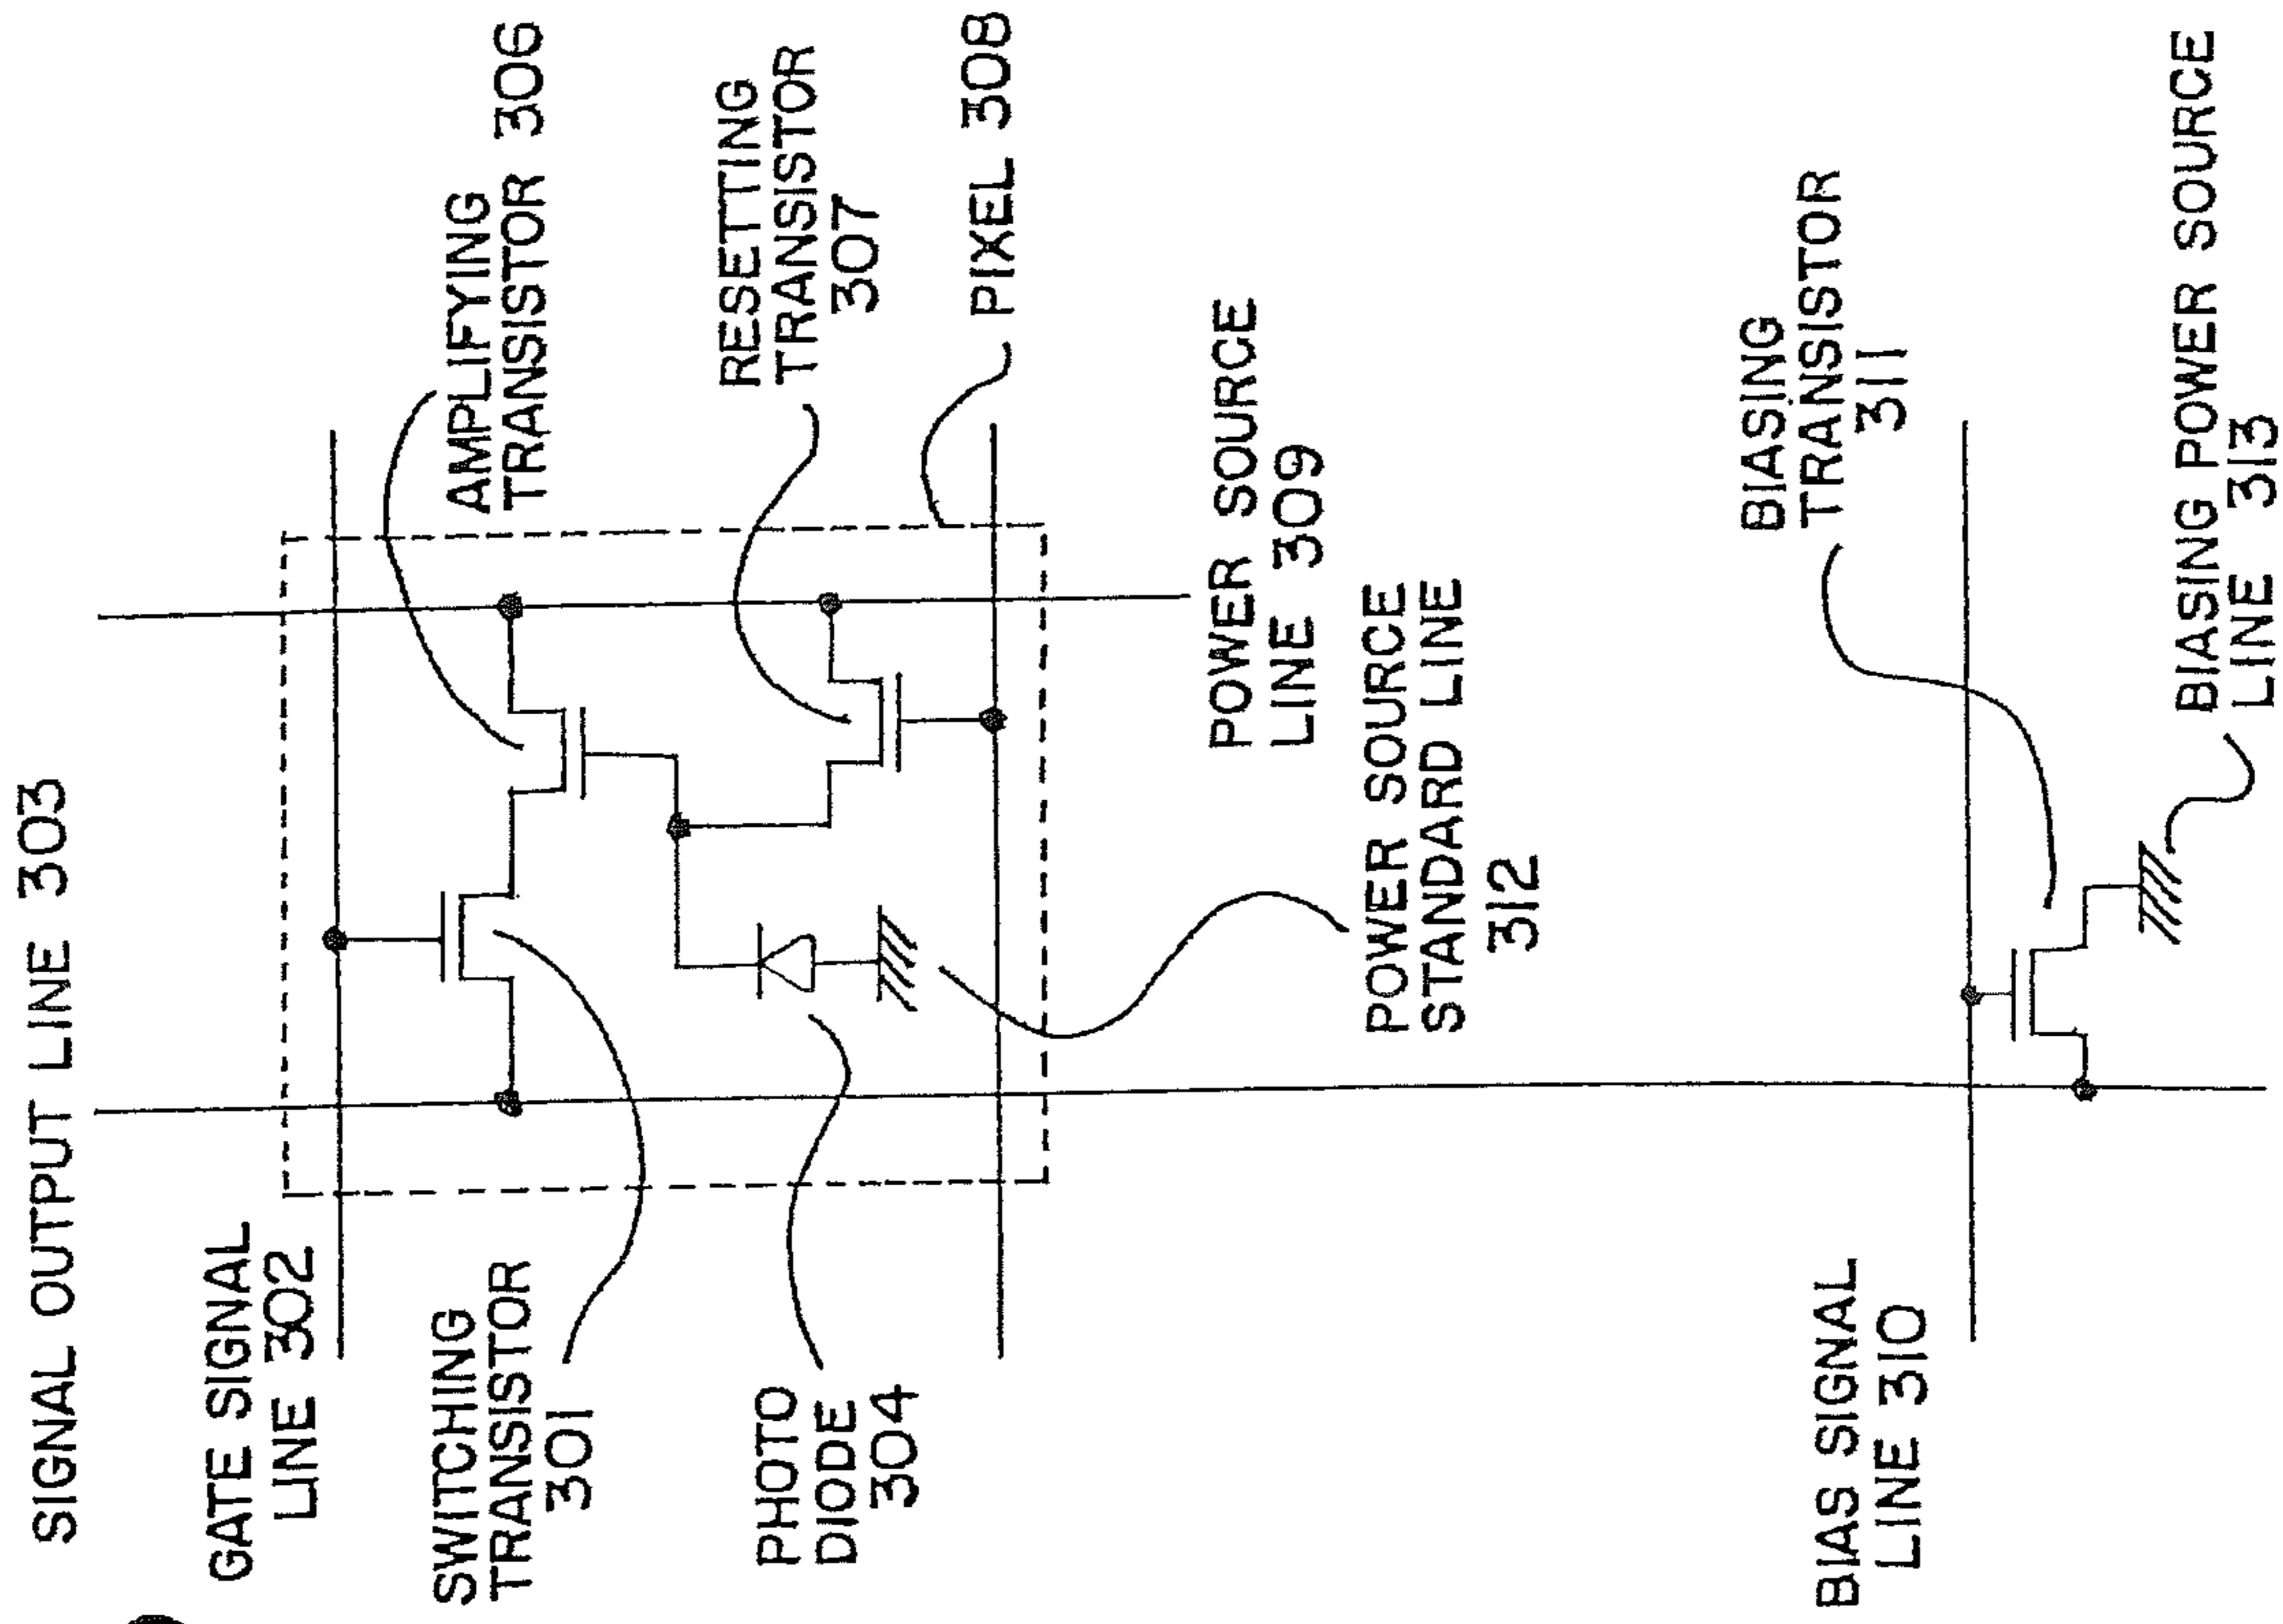 SIGNAL OUTPUT LINE 303
GATE SIGNAL
LINE 302
AMPLIFYING
TRANSISTOR 306
SWITCHING
TRANSISTOR
301
RESETTING
TRANSISTOR
307
PHOTO
DIODE
304
PIXEL 308
POWER SOURCE
LINE 309
POWER SOURCE
STANDARD LINE
312
BIASING
TRANSISTOR
311
BIAS SIGNAL
LINE 310
BIASING POWER SOURCE
LINE 313